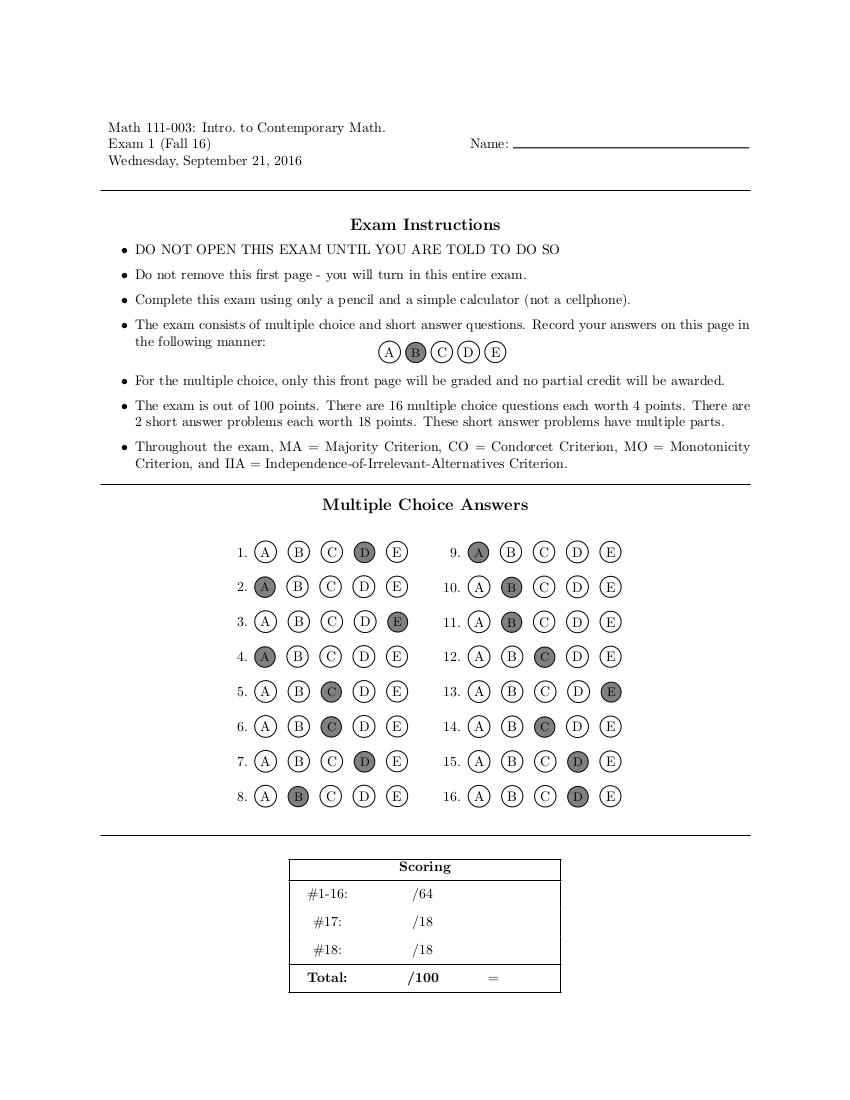 Math 111-003: Intro. to Contemporary Math.
Exam 1 (Fall 16)
Name:
Wednesday, September 21, 2016
Exam Instructions
• DO NOT OPEN THIS EXAM UNTIL YOU ARE TOLD TO DO SO
• Do not remove this first page - you will turn in this entire exam.
• Complete this exam using only a pencil and a simple calculator (not a cellphone).
• The exam consists of multiple choice and short answer questions. Record your answers on this page in
the following manner:
A B C D E
• For the multiple choice, only this front page will be graded and no partial credit will be awarded.
• The exam is out of 100 points. There are 16 multiple choice questions each worth 4 points. There are
2 short answer problems each worth 18 points. These short answer problems have multiple parts.
• Throughout the exam, MA = Majority Criterion, CO = Condorcet Criterion, MO = Monotonicity
Criterion, and IIA = Independence-of-Irrelevant-Alternatives Criterion.
Multiple Choice Answers
1. A B C D E
2. A B C D E
3. A B C D E
4. A B C D E
5. A B C D E
6. A B C D E
7. A B C D E
8. A B C D E
9. A B C D E
10. A B C D E
11. A B C D E
12. A B C D E
13. A B C D E
14. A B C D E
15. A B C D E
16. A B C D E
Scoring
#1-16: /64
#17: /18
#18: /18
Total: /100 =